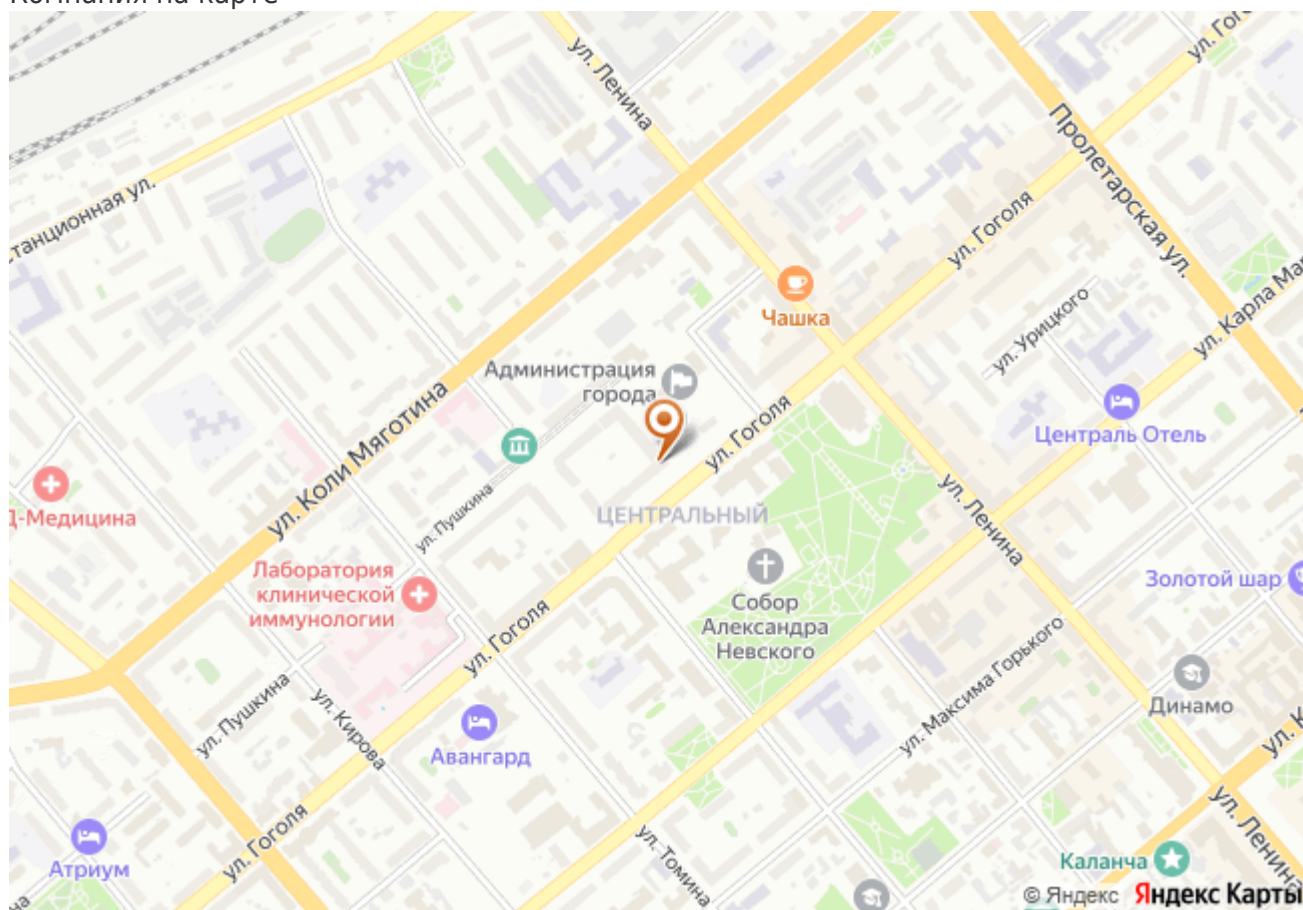 Компания на карте
ул. Ленина
ул. Гог
Пролетарская ул.
танционная ул.
ул. Гоголя
ул. Карла Ма
ул. Урицкого
Чашка
Администрация
города
ул. Коли Мяготина
ул. Гоголя
Централь Отель
Д-Медицина
ул. Пушкина
ЦЕНТРАЛЬНЫЙ
ул. Ленина
Лаборатория
клинической
иммунологии
Собор
Александра
Невского
Золотой шар
ул. Гоголя
ул. Максима Горького
ул. Пушкина
ул. Кирова
Авангард
Динамо
ул. К
ул. Гоголя
Атриум
ул. Томина
Каланча
ул. Ленина
© Яндекс Яндекс Карты